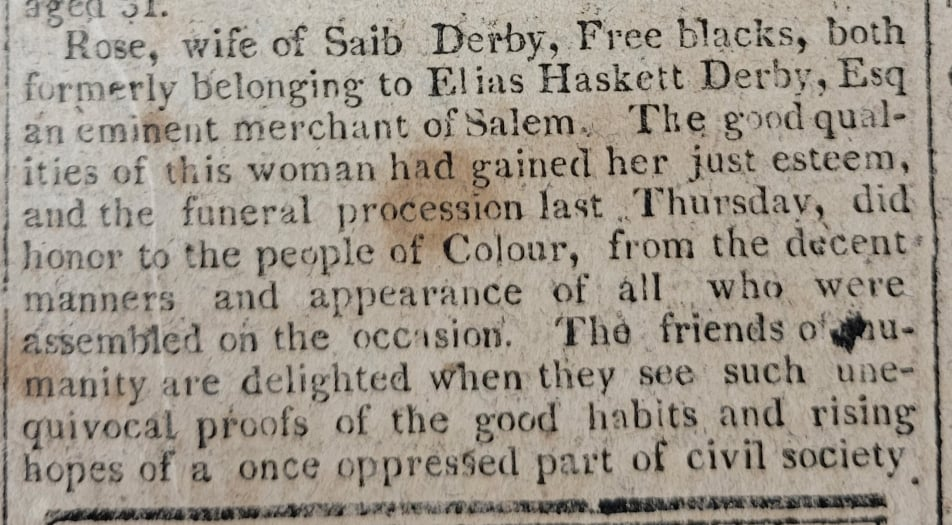 aged 51.
Rose, wife of Saib Derby, Free blacks, both
formerly belonging to Elias Haskett Derby, Esq
an eminent merchant of Salem. The good qual-
ities of this woman had gained her just esteem,
and the funeral procession last Thursday, did
honor to the people of Colour, from the decent
manners and appearance of all who were
assembled on the occasion. The friends of hu-
manity are delighted when they see such une-
quivocal proofs of the good habits and rising
hopes of a once oppressed part of civil society.